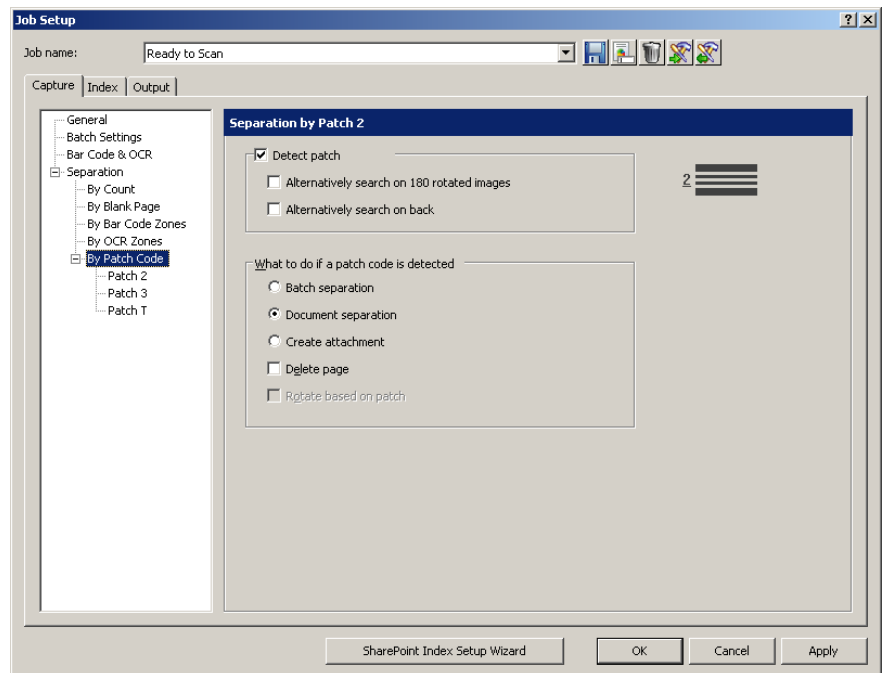 Job Setup
Job name: Ready to Scan
Capture Index Output
General
Batch Settings
Bar Code & OCR
Separation
By Count
By Blank Page
By Bar Code Zones
By OCR Zones
By Patch Code
Patch 2
Patch 3
Patch T
Separation by Patch 2
Detect patch
Alternatively search on 180 rotated images
Alternatively search on back
2
What to do if a patch code is detected
Batch separation
Document separation
Create attachment
Delete page
Rotate based on patch
SharePoint Index Setup Wizard OK Cancel Apply